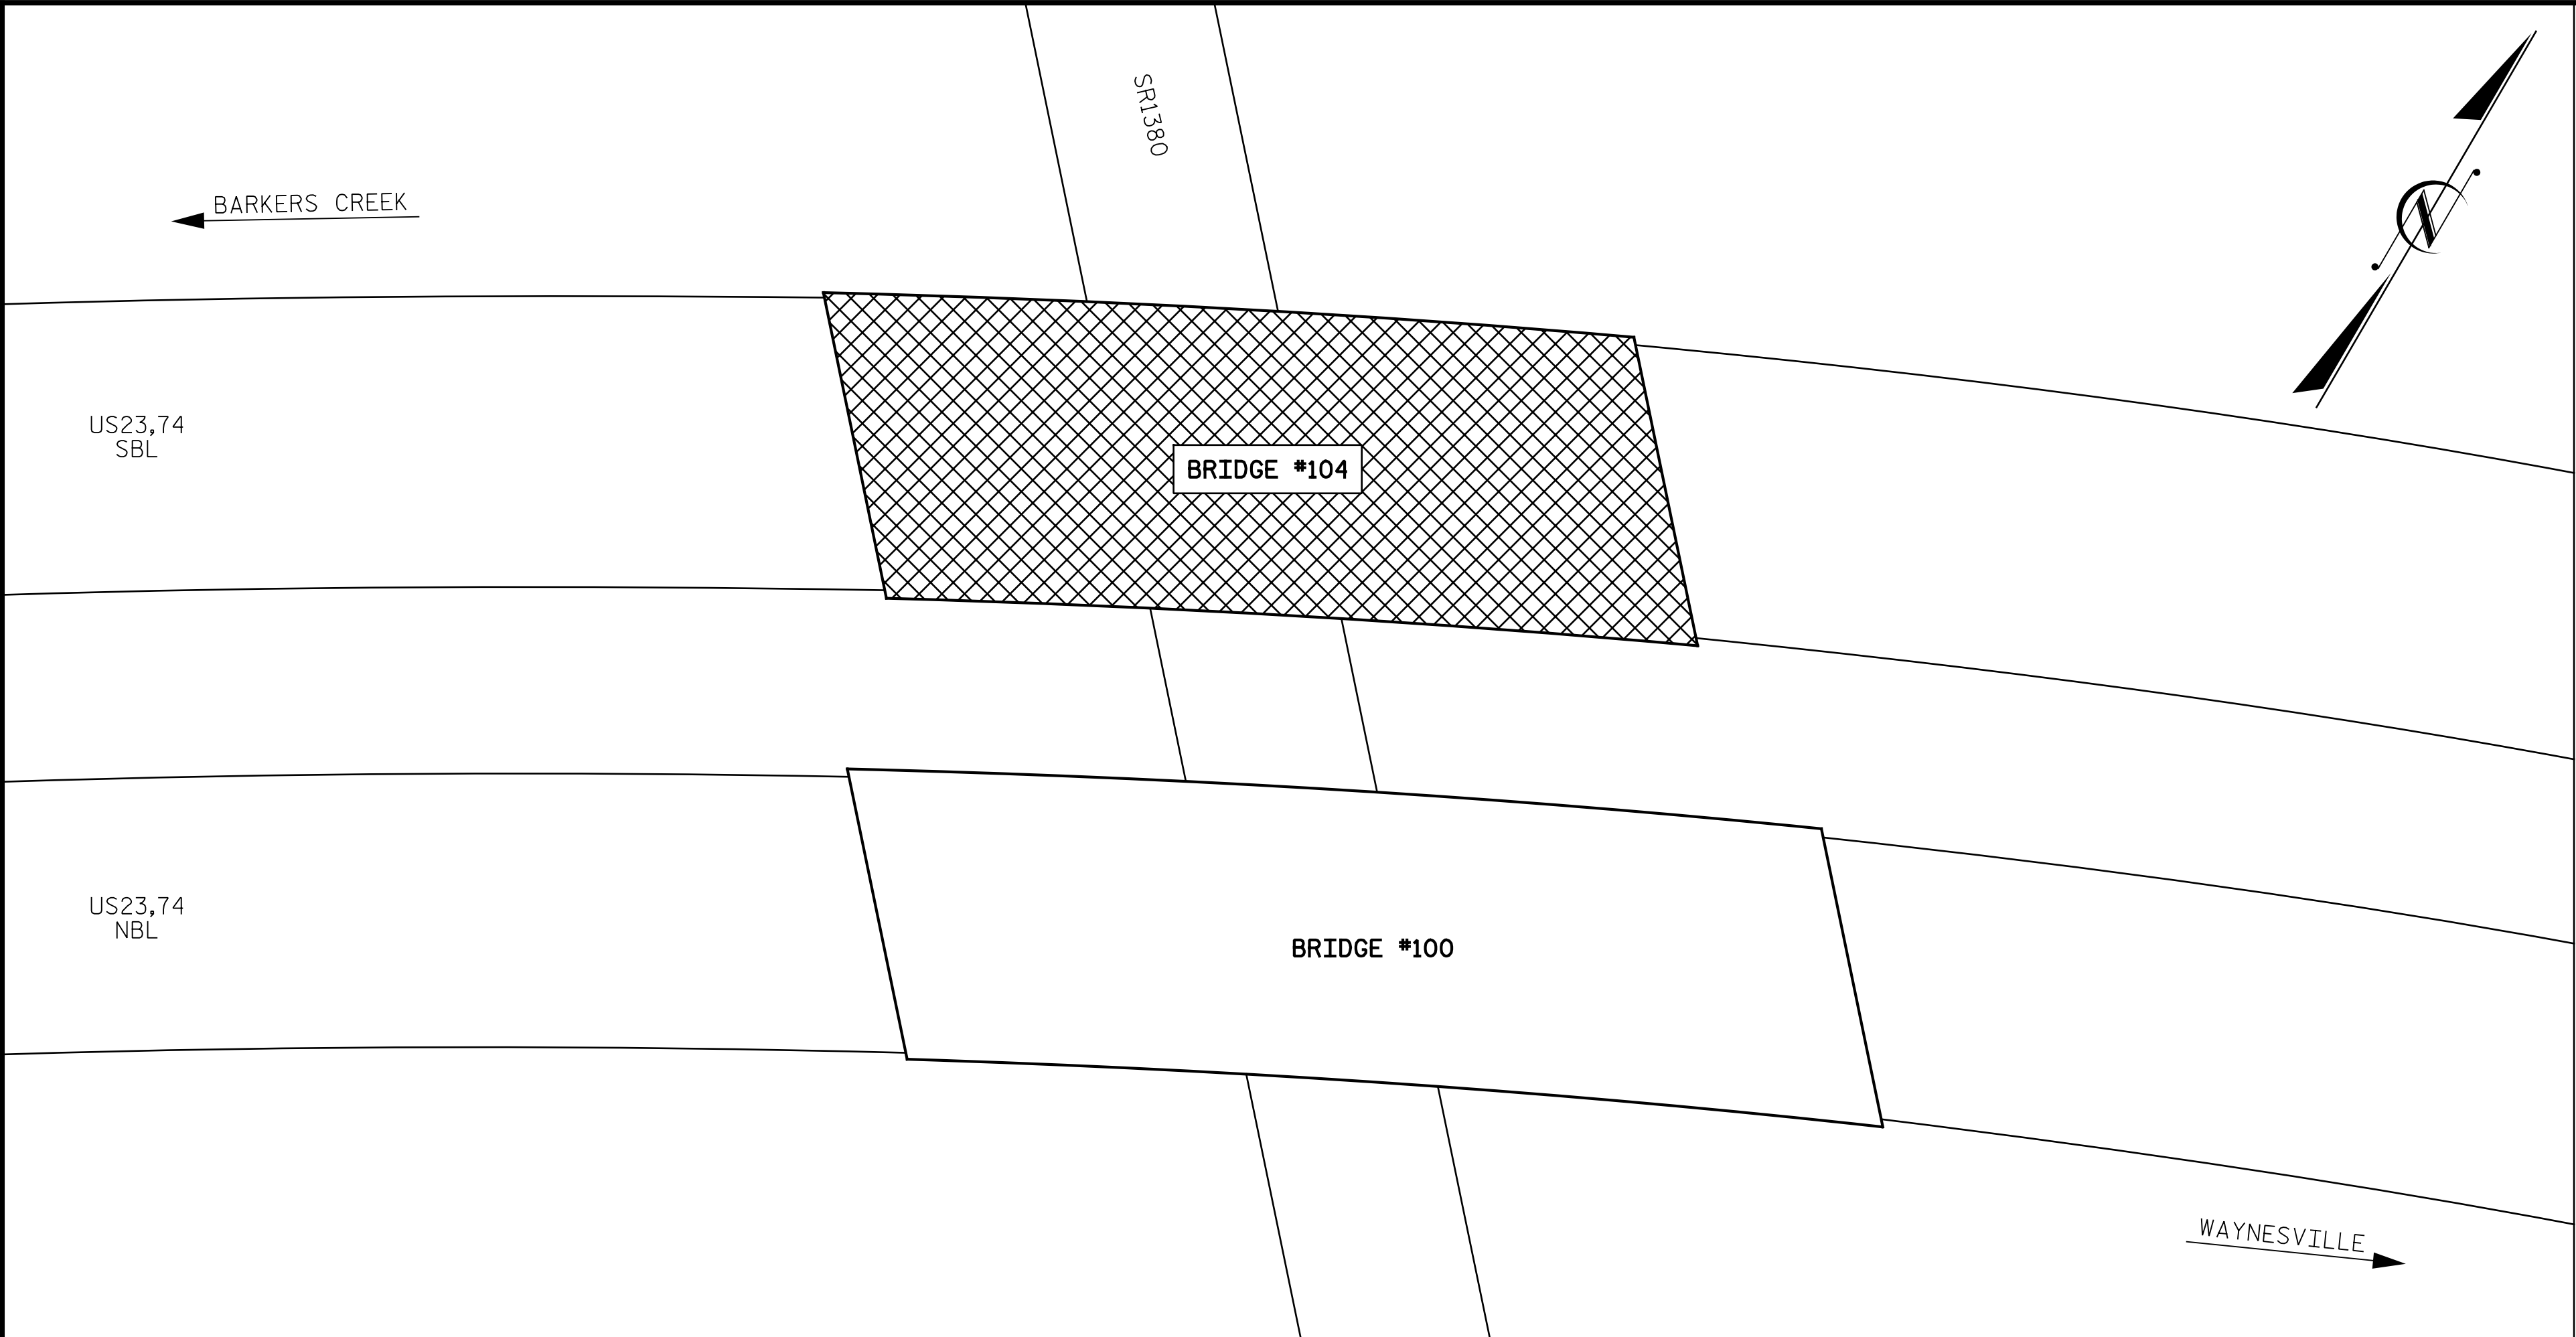 SR1380
BARKERS CREEK
N
US23,74
SBL
BRIDGE #104
US23,74
NBL
BRIDGE #100
WAYNESVILLE